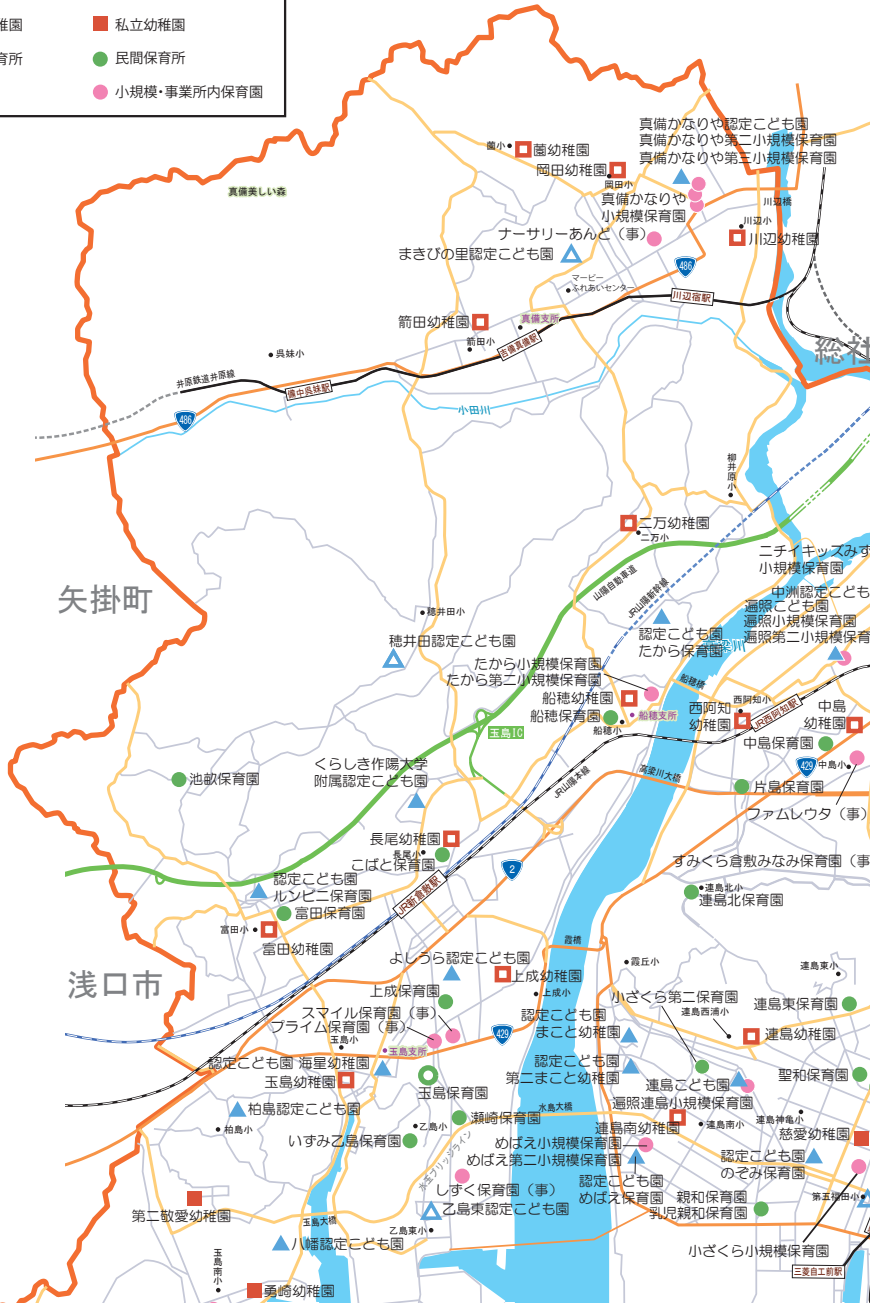 稚園
私立幼稚園
育所
民間保育所
小規模・事業所内保育園
真備かなりや認定こども園
真備かなりや第二小規模保育園
真備かなりや第三小規模保育園
薗小
薗幼稚園
岡田幼稚園
岡田小
真備美しい森
真備かなりや
小規模保育園
川辺橋
川辺小
ナーサリーあんど（事）
川辺幼稚園
まきびの里認定こども園
486
マービー
ふれあいセンター
川辺宿駅
箭田幼稚園
真備支所
箭田小
吉備真備駅
総社
呉妹小
井原鉄道井原線
備中呉妹駅
小田川
486
柳井原小
二万幼稚園
二万小
ニチイキッズみず
小規模保育園
山陽自動車道
JR山陽新幹線
矢掛町
中洲認定こども
遍照こども園
遍照小規模保育園
遍照第二小規模保育
穂井田小
穂井田認定こども園
認定こども園
たから保育園
高梁川
たから小規模保育園
たから第二小規模保育園
船穂橋
船穂幼稚園
船穂保育園
船穂支所
船穂小
西阿知小
西阿知
幼稚園
JR西阿知駅
中島
幼稚園
玉島IC
中島保育園
429
中島小
くらしき作陽大学
附属認定こども園
池畝保育園
JR山陽本線
高梁川大橋
片島保育園
ファムレウタ（事）
長尾幼稚園
長尾小
こばと保育園
2
すみくら倉敷みなみ保育園（事
認定こども園
ルンビニ保育園
JR新倉敷駅
連島北小
連島北保育園
富田保育園
富田小
富田幼稚園
霞橋
よしうら認定こども園
霞丘小
連島東小
浅口市
上成幼稚園
上成小
上成保育園
小ざくら第二保育園
連島東保育園
スマイル保育園（事）
プライム保育園（事）
認定こども園
まこと幼稚園
連島西浦小
連島幼稚園
429
玉島小
玉島支所
認定こども園 海星幼稚園
玉島幼稚園
認定こども園
第二まこと幼稚園
連島こども園
聖和保育園
玉島保育園
遍照連島小規模保育園
柏島認定こども園
柏島小
瀬崎保育園
水島大橋
連島神亀小
連島南幼稚園
連島南小
慈愛幼稚園
乙島小
いずみ乙島保育園
水玉ブリッジライン
めばえ小規模保育園
めばえ第二小規模保育園
認定こども園
のぞみ保育園
しずく保育園（事）
認定こども園
めばえ保育園
親和保育園
乳児親和保育園
第五福田小
第二敬愛幼稚園
玉島大橋
乙島東認定こども園
乙島東小
八幡認定こども園
小ざくら小規模保育園
玉島南小
三菱自工前駅
勇崎幼稚園